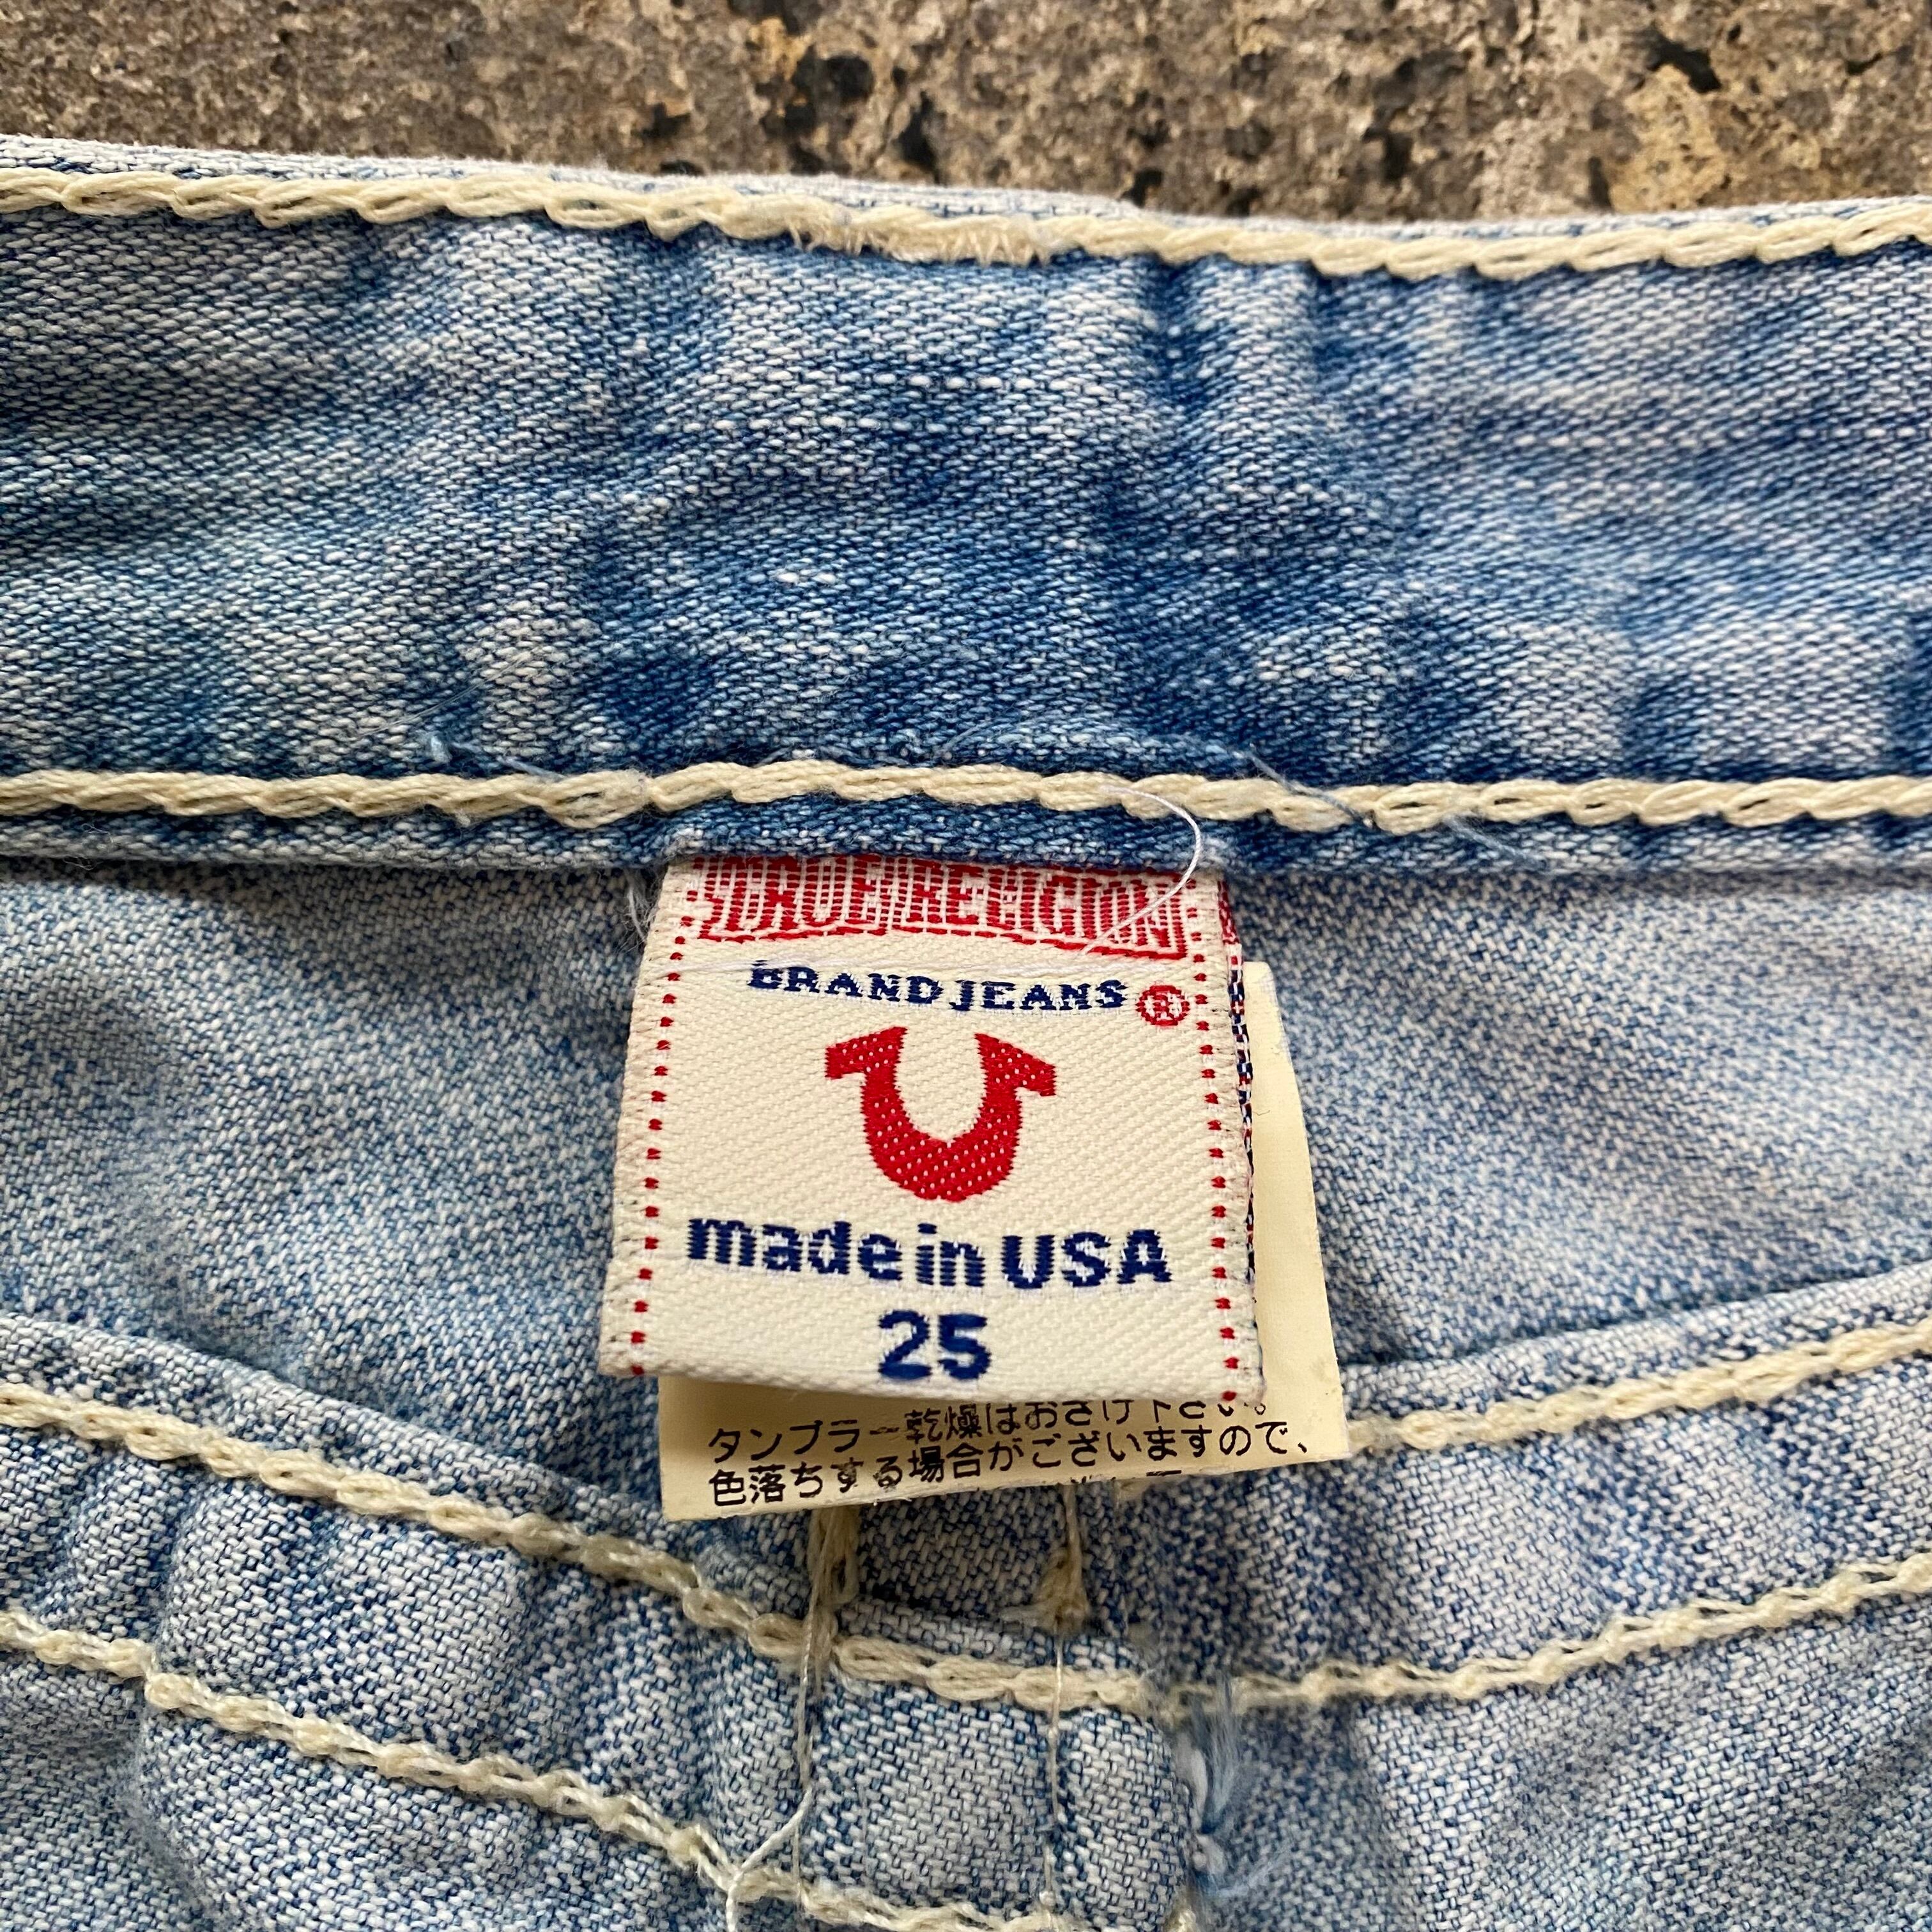 TRUE RELIGION
BRAND JEANS ®
made in USA
25
タンブラー乾燥はおさけ下さい。
色落ちする場合がございますので、